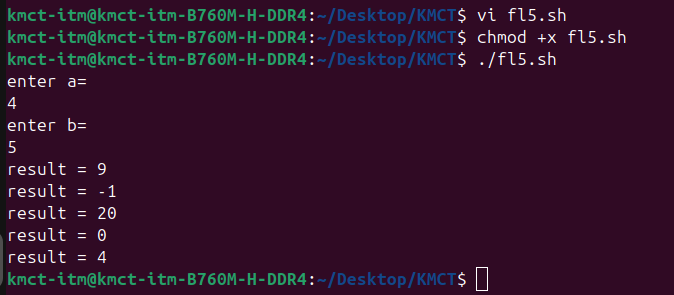 kmct-itm@kmct-itm-B760M-H-DDR4:~/Desktop/KMCT$ vi fl5.sh
kmct-itm@kmct-itm-B760M-H-DDR4:~/Desktop/KMCT$ chmod +x fl5.sh
kmct-itm@kmct-itm-B760M-H-DDR4:~/Desktop/KMCT$ ./fl5.sh
enter a=
4
enter b=
5
result = 9
result = -1
result = 20
result = 0
result = 4
kmct-itm@kmct-itm-B760M-H-DDR4:~/Desktop/KMCT$